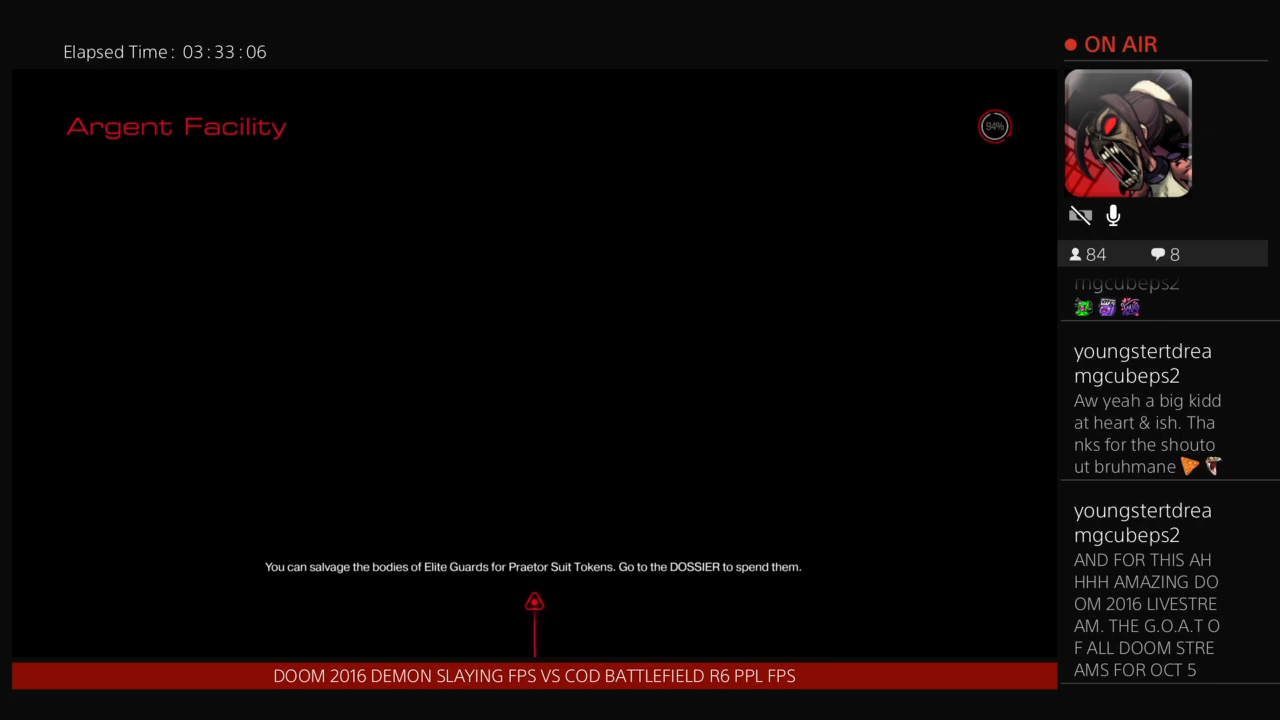 Elapsed Time: 03:33:06
ON AIR
Argent Facility
94%
84
8
mgcubeps2
youngstertdrea
mgcubeps2
Aw yeah a big kidd
at heart & ish. Tha
nks for the shouto
ut bruhmane
youngstertdrea
mgcubeps2
AND FOR THIS AH
HHH AMAZING DO
OM 2016 LIVESTRE
AM. THE G.O.A.T O
F ALL DOOM STRE
AMS FOR OCT 5
You can salvage the bodies of Elite Guards for Praetor Suit Tokens. Go to the DOSSIER to spend them.
DOOM 2016 DEMON SLAYING FPS VS COD BATTLEFIELD R6 PPL FPS